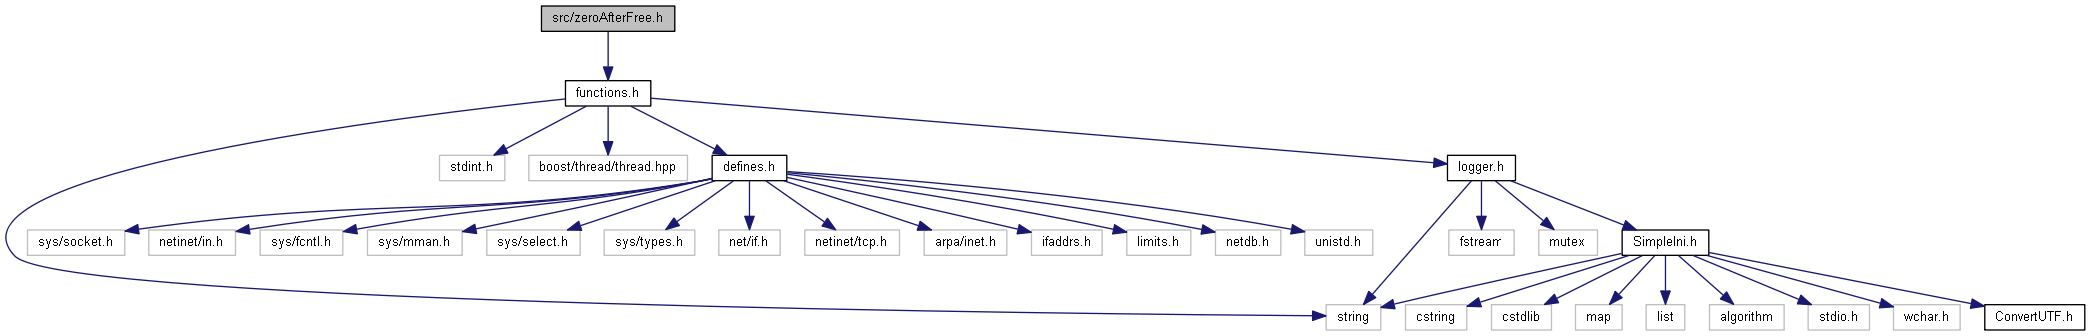 src/zeroAfterFree.h
functions.h
stdint.h
boost/thread/thread.hpp
defines.h
logger.h
sys/socket.h
netinet/in.h
sys/fcntl.h
sys/mman.h
sys/select.h
sys/types.h
net/if.h
netinet/tcp.h
arpa/inet.h
ifaddrs.h
limits.h
netdb.h
unistd.h
fstream
mutex
SimpleIni.h
string
cstring
cstdlib
map
list
algorithm
stdio.h
wchar.h
ConvertUTF.h